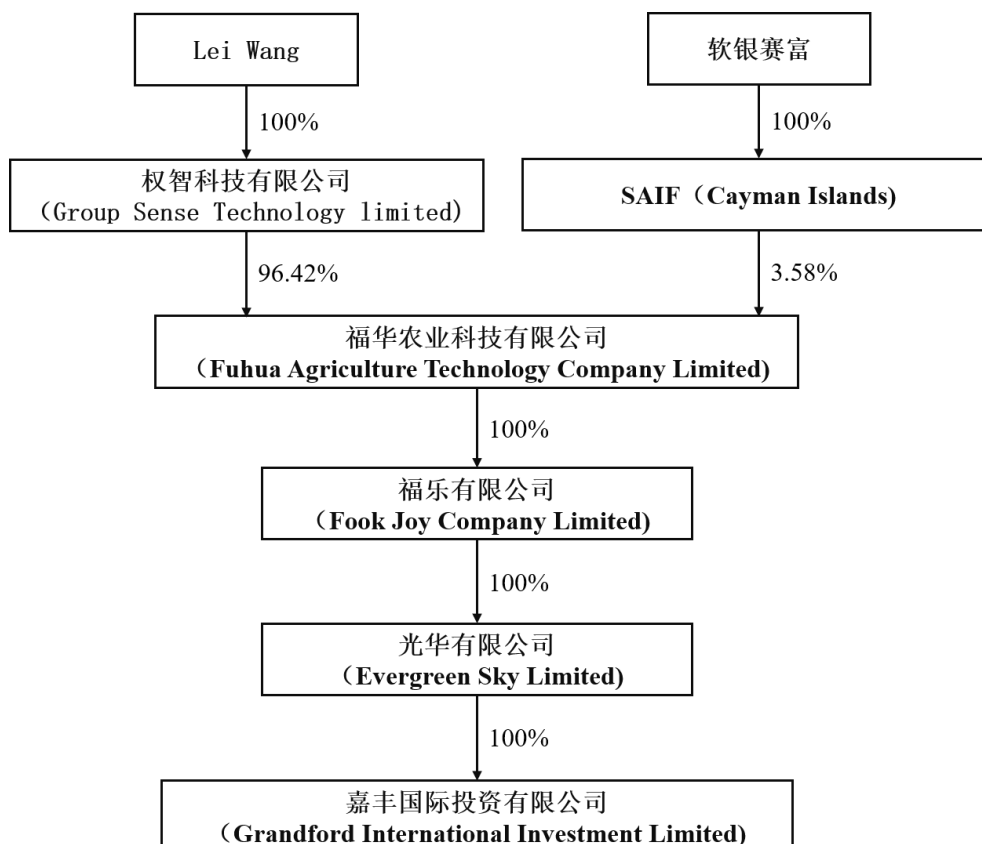 Lei Wang
软银赛富
100%
100%
权智科技有限公司
（Group Sense Technology limited)
SAIF（Cayman Islands)
96.42%
3.58%
福华农业科技有限公司
（Fuhua Agriculture Technology Company Limited)
100%
福乐有限公司
（Fook Joy Company Limited)
100%
光华有限公司
（Evergreen Sky Limited)
100%
嘉丰国际投资有限公司
（Grandford International Investment Limited)